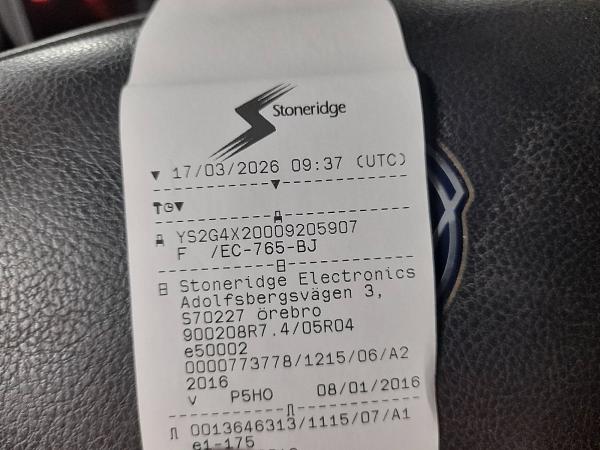 Stoneridge
▼ 17/03/2026 09:37 (UTC)
YS2G4X20009205907
F /EC-765-BJ
Stoneridge Electronics
Adolfsbergsvägen 3,
S70227 Örebro
900208R7.4/05R04
e50002
0000773778/1215/06/A2
2016
v P5HO 08/01/2016
0013646313/1115/07/A1
e1-175